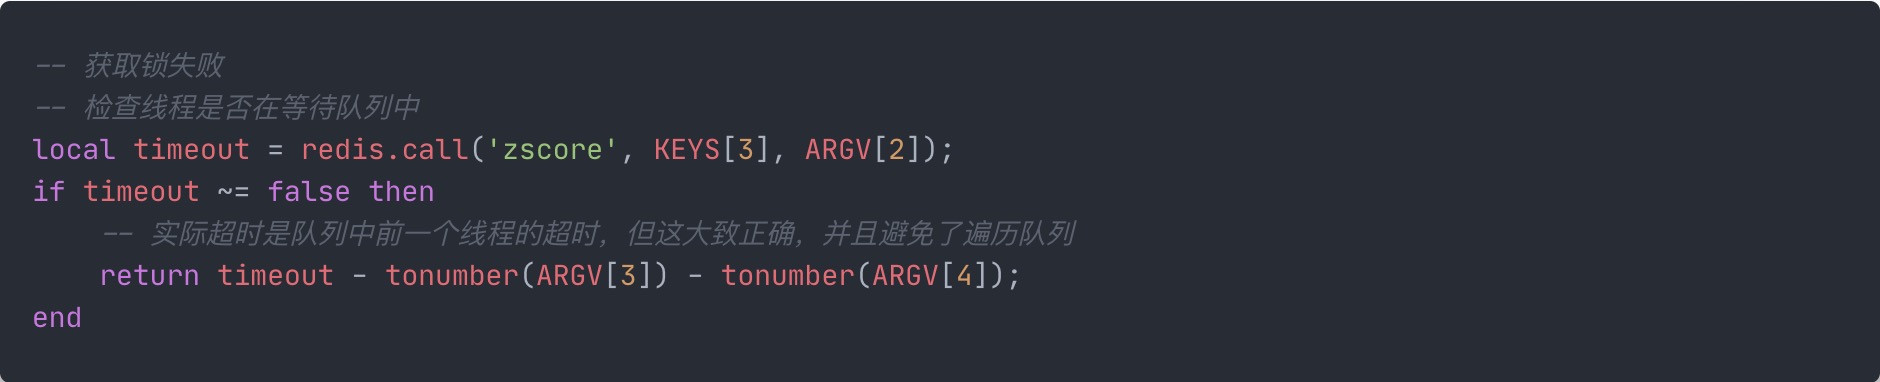 -- 获取锁失败
-- 检查线程是否在等待队列中
local timeout = redis.call('zscore', KEYS[3], ARGV[2]);
if timeout ~= false then
    -- 实际超时是队列中前一个线程的超时，但这大致正确，并且避免了遍历队列
    return timeout - tonumber(ARGV[3]) - tonumber(ARGV[4]);
end